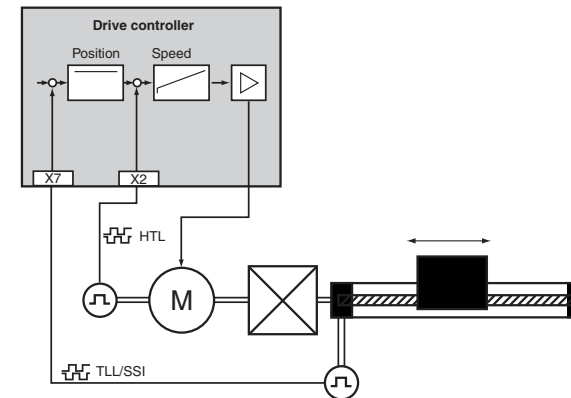 Drive controller
Position Speed
X7 X2
HTL
M
TLL/SSI